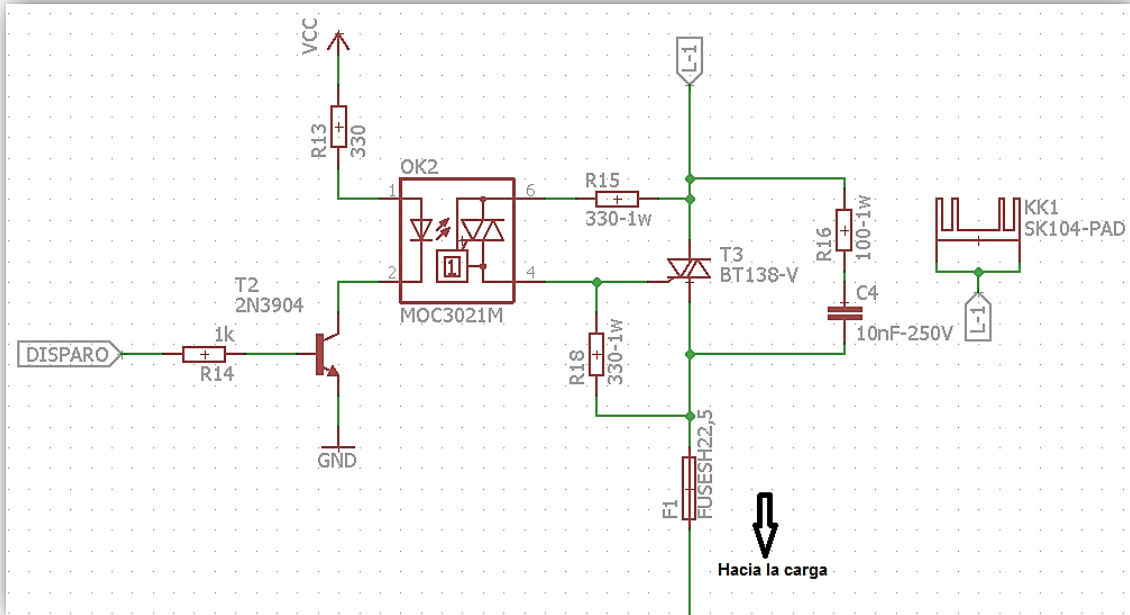 VCC
L-1
R13
330
OK2
1
6
R15
330-1w
R16
100-1w
KK1
SK104-PAD
T3
BT138-V
1
2
4
T2
2N3904
MOC3021M
C4
10nF-250V
L-1
DISPARO
1k
R14
R18
330-1w
GND
F1
FUSESH22,5
Hacia la carga